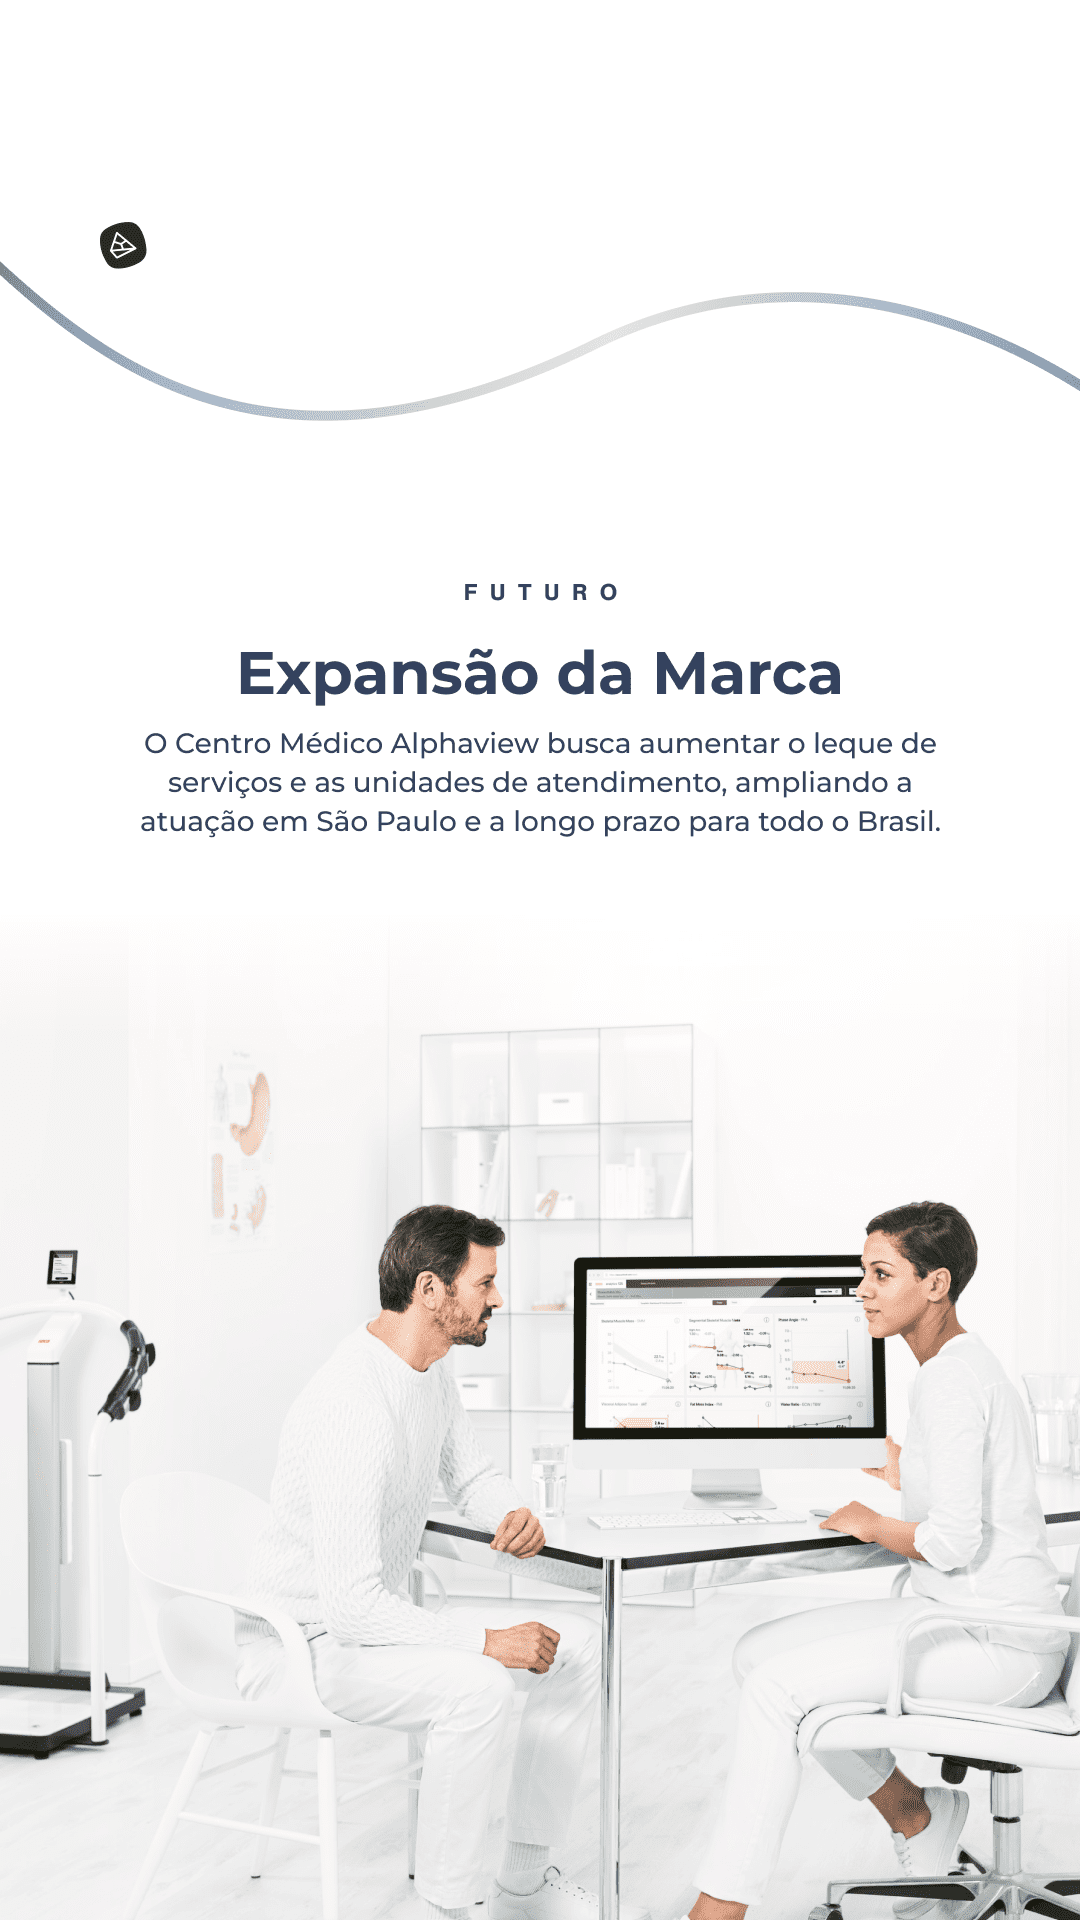 FUTURO
Expansão da Marca
O Centro Médico Alphaview busca aumentar o leque de
serviços e as unidades de atendimento, ampliando a
atuação em São Paulo e a longo prazo para todo o Brasil.